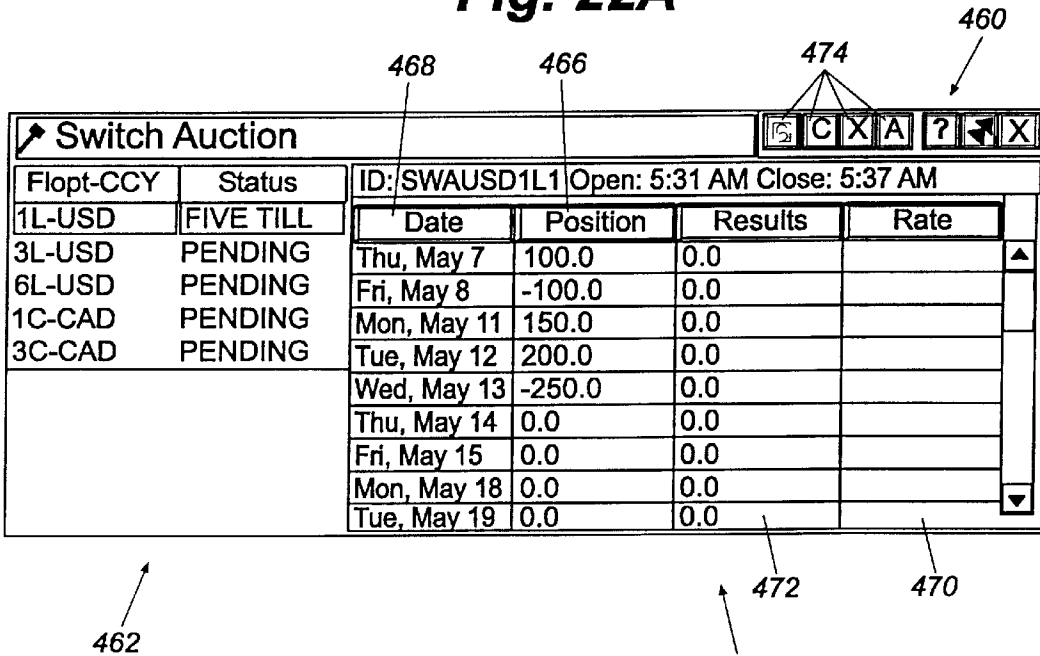 Fig. 22A
460
468 466 474
Switch Auction C X A ? X
Flopt-CCY Status ID: SWAUSD1L1 Open: 5:31 AM Close: 5:37 AM
1L-USD FIVE TILL Date Position Results Rate
3L-USD PENDING Thu, May 7 100.0 0.0
6L-USD PENDING Fri, May 8 -100.0 0.0
1C-CAD PENDING Mon, May 11 150.0 0.0
3C-CAD PENDING Tue, May 12 200.0 0.0
Wed, May 13 -250.0 0.0
Thu, May 14 0.0 0.0
Fri, May 15 0.0 0.0
Mon, May 18 0.0 0.0
Tue, May 19 0.0 0.0
472 470
462